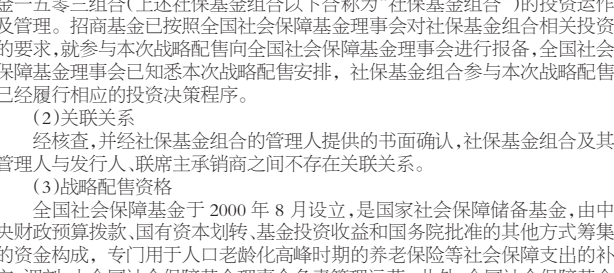 金一五零三组合(上述社保基金组合以下合称为“社保基金组合”)的投资运作
及管理。招商基金已按照全国社会保障基金理事会对社保基金组合相关投资
的要求,就参与本次战略配售向全国社会保障基金理事会进行报备,全国社会
保障基金理事会已知悉本次战略配售安排，社保基金组合参与本次战略配售
已经履行相应的投资决策程序。
(2)关联关系
经核查,并经社保基金组合的管理人提供的书面确认,社保基金组合及其
管理人与发行人、联席主承销商之间不存在关联关系。
(3)战略配售资格
全国社会保障基金于 2000 年 8 月设立,是国家社会保障储备基金,由中
央财政预算拨款、国有资本划转、基金投资收益和国务院批准的其他方式筹集
的资金构成，专门用于人口老龄化高峰时期的养老保险等社会保障支出的补